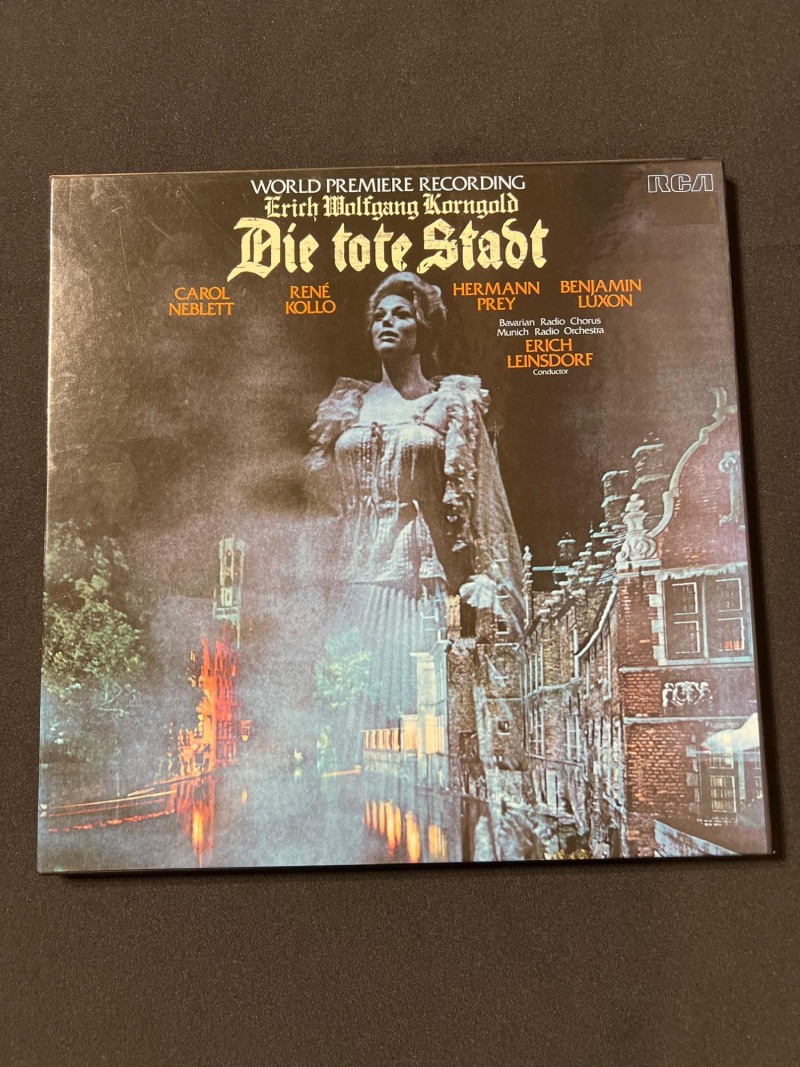 WORLD PREMIERE RECORDING
RCA
Erich Wolfgang Korngold
Die tote Stadt
CAROL
NEBLETT
RENÉ
KOLLO
HERMANN
PREY
BENJAMIN
LUXON
Bavarian Radio Chorus
Munich Radio Orchestra
ERICH
LEINSDORF
Conductor